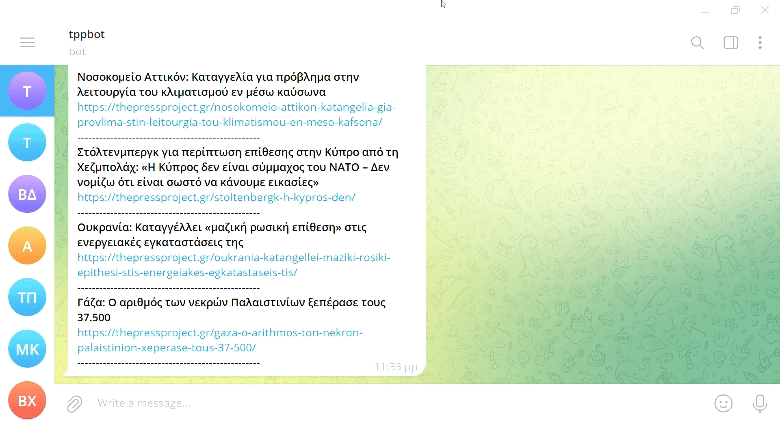 tppbot
bot
Νοσοκομείο Αττικόν: Καταγγελία για πρόβλημα στην
λειτουργία του κλιματισμού εν μέσω καύσωνα
https://thepressproject.gr/nosokomeio-attikon-katangelia-gia-
provlima-stin-leitourgia-tou-klimatismou-en-meso-kafsona/
--------------------------------------------
Στόλτενμπεργκ για περίπτωση επίθεσης στην Κύπρο από τη
Χεζμπολάχ: «Η Κύπρος δεν είναι σύμμαχος του ΝΑΤΟ – Δεν
νομίζω ότι είναι σωστό να κάνουμε εικασίες»
https://thepressproject.gr/stoltenbergk-h-kypros-den/
--------------------------------------------
Ουκρανία: Καταγγέλλει «μαζική ρωσική επίθεση» στις
ενεργειακές εγκαταστάσεις της
https://thepressproject.gr/oukrania-katangellei-maziki-rosiki-
epithesi-stis-energeiakes-egkatastaseis-tis/
--------------------------------------------
Γάζα: Ο αριθμός των νεκρών Παλαιστινίων ξεπέρασε τους
37.500
https://thepressproject.gr/gaza-o-arithmos-ton-nekron-
palaistinion-xeperase-tous-37-500/
--------------------------------------------
11:33 μμ
T
T
ΒΔ
A
ΤΠ
MK
BX
Write a message...